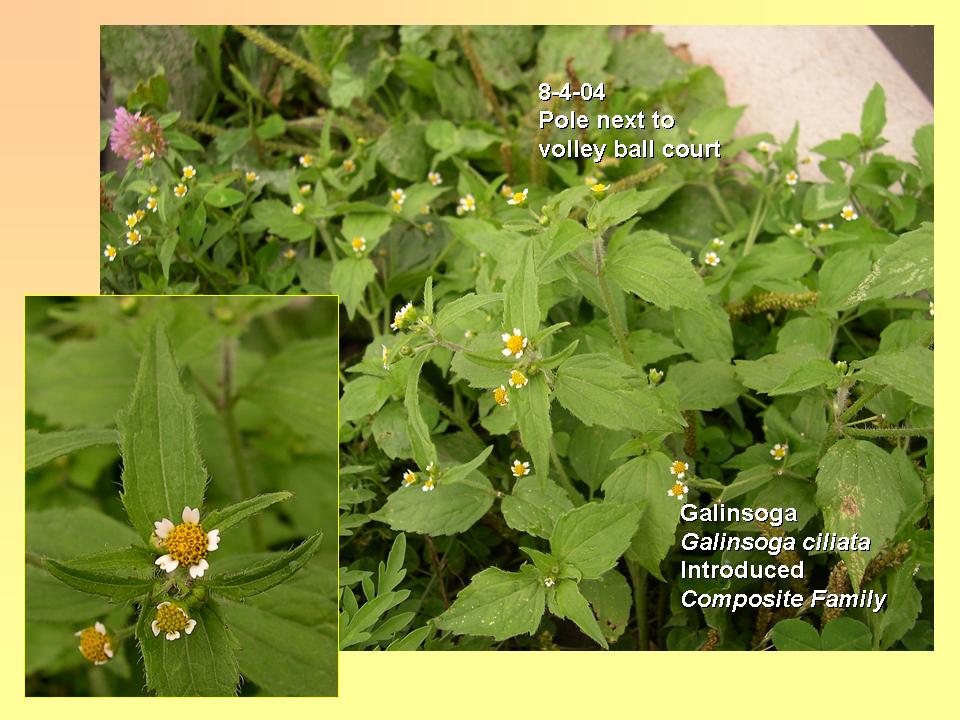 8-4-04
Pole next to
volley ball court
Galinsoga
Galinsoga ciliata
Introduced
Composite Family